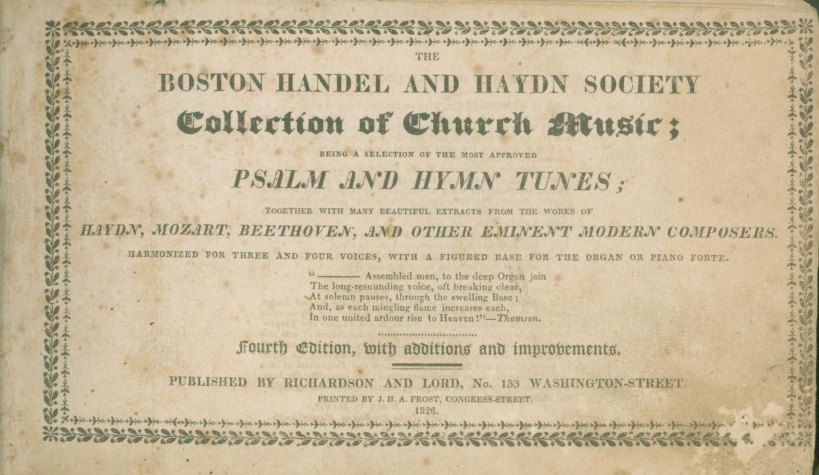 THE
BOSTON HANDEL AND HAYDN SOCIETY
Collection of Church Music;
BEING A SELECTION OF THE MOST APPROVED
PSALM AND HYMN TUNES;
TOGETHER WITH MANY BEAUTIFUL EXTRACTS FROM THE WORKS OF
HAYDN, MOZART, BEETHOVEN, AND OTHER EMINENT MODERN COMPOSERS.
HARMONIZED FOR THREE AND FOUR VOICES, WITH A FIGURED BASE FOR THE ORGAN OR PIANO FORTE.
"——— Assembled men, to the deep Organ join
The long-resounding voice, oft breaking clear,
At solemn pauses, through the swelling Base;
And, as each mingling flame increases each,
In one united ardour rise to Heaven!"—Thomson.
Fourth Edition, with additions and improvements.
PUBLISHED BY RICHARDSON AND LORD, No. 133 WASHINGTON-STREET
PRINTED BY J. H. A. FROST, CONGRESS-STREET.
1826.